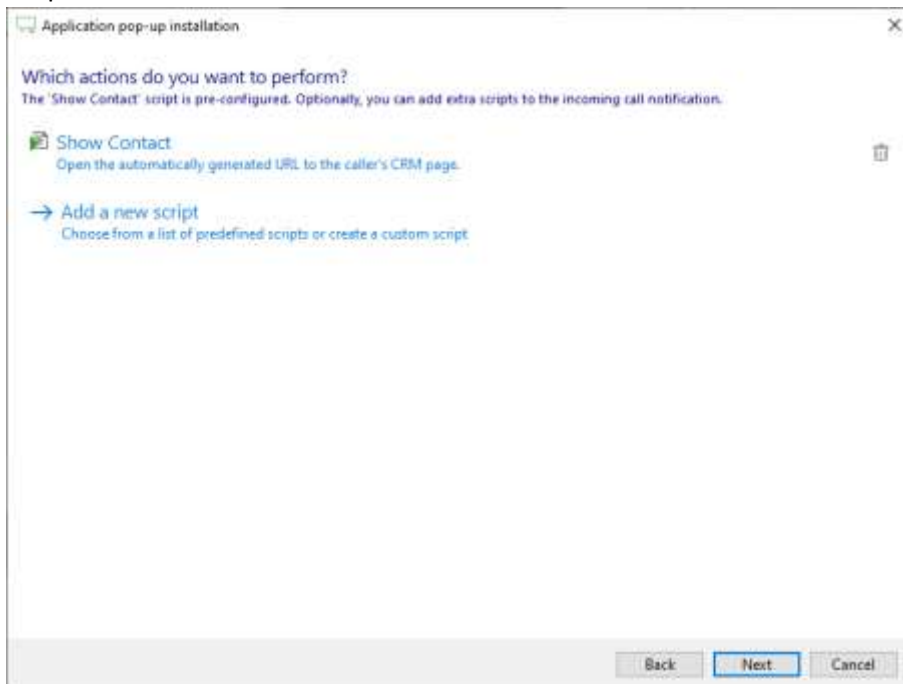 Application pop-up installation
Which actions do you want to perform?
The 'Show Contact' script is pre-configured. Optionally, you can add extra scripts to the incoming call notification.
Show Contact
Open the automatically generated URL to the caller's CRM page.
Add a new script
Choose from a list of predefined scripts or create a custom script
Back Next Cancel